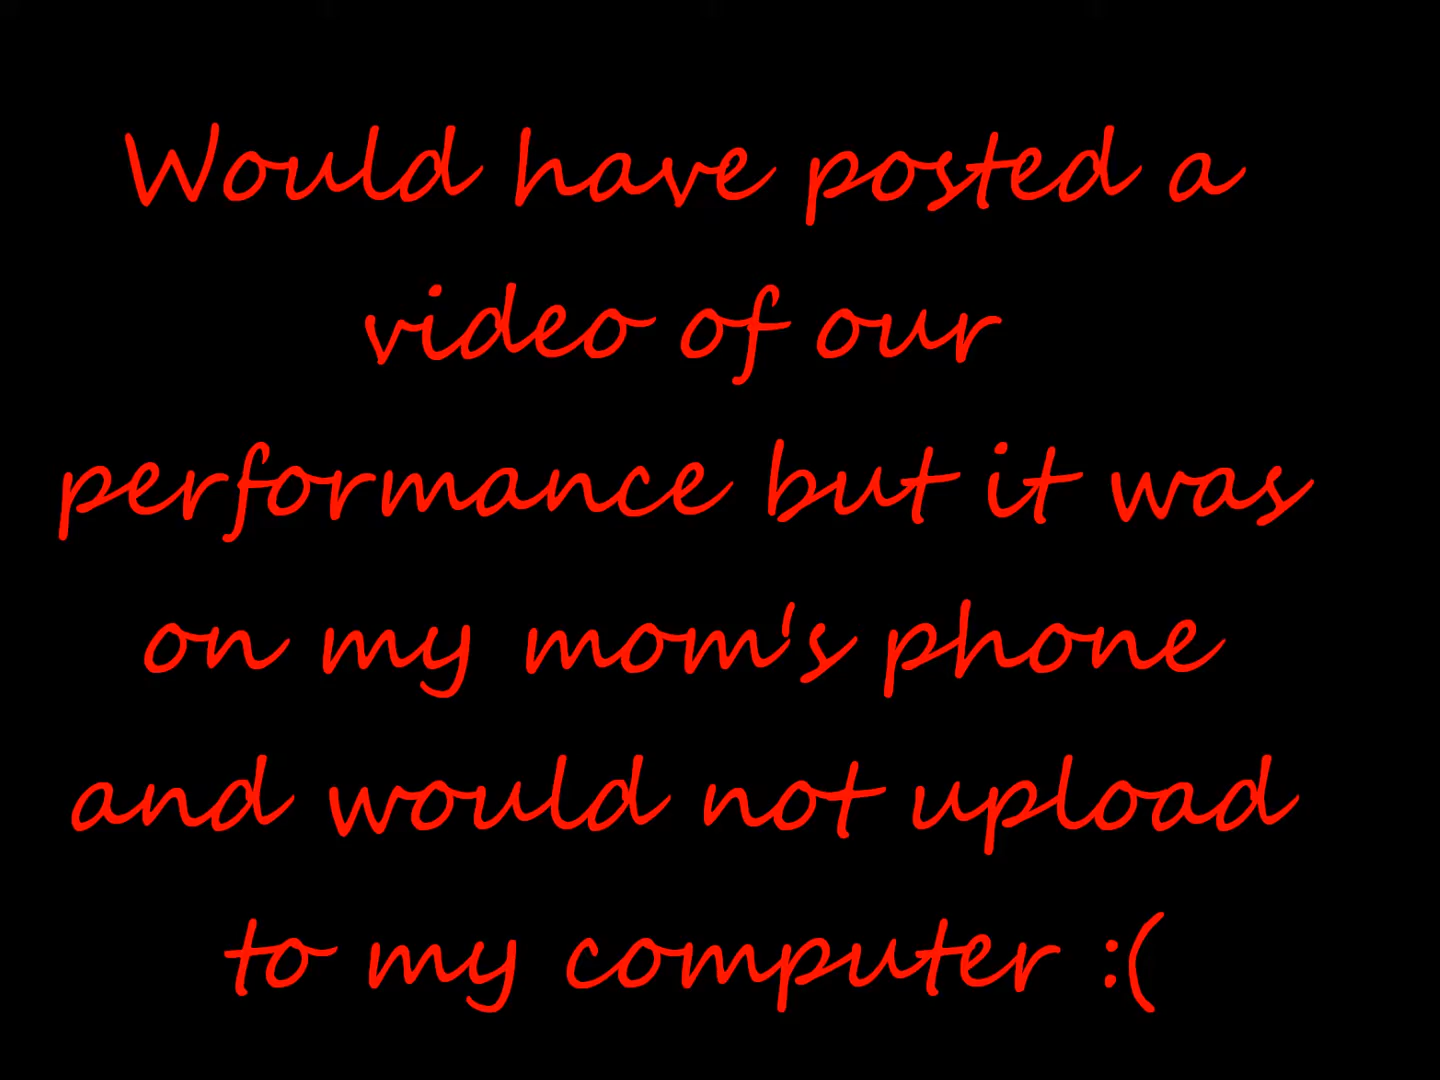 Would have posted a
video of our
performance but it was
on my mom's phone
and would not upload
to my computer :(